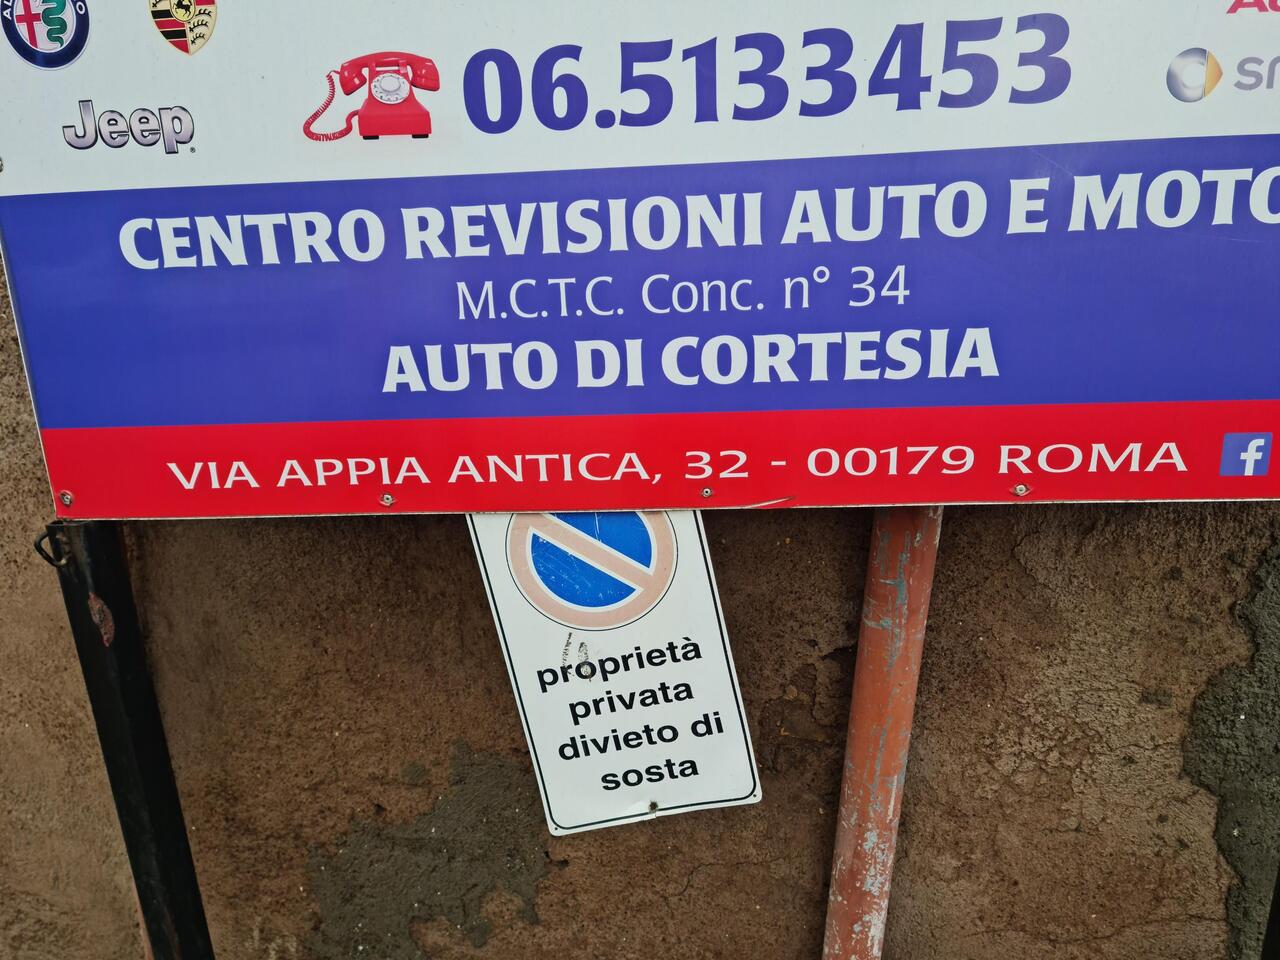 06.5133453
Jeep
CENTRO REVISIONI AUTO E MOTO
M.C.T.C. Conc. n° 34
AUTO DI CORTESIA
VIA APPIA ANTICA, 32 - 00179 ROMA
f
proprietà
privata
divieto di
sosta